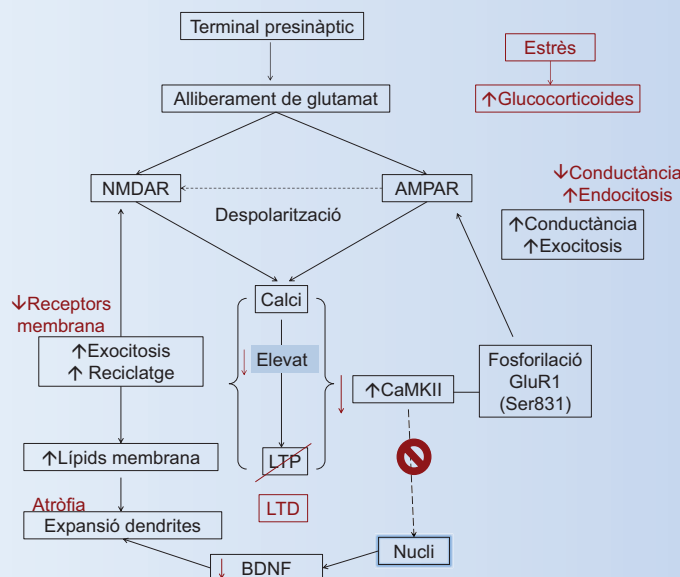 Terminal presinàptic
Estrès
Alliberament de glutamat
↑Glucocorticoides
NMDAR
AMPAR
↓Conductància
↑Endocitosis
Despolarització
↑Conductància
↑Exocitosis
Calci
↓Receptors
membrana
↑Exocitosis
↑ Reciclatge
↓ Elevat
↓
↑CaMKII
Fosforilació
GluR1
(Ser831)
↑Lípids membrana
LTP
Atròfia
LTD
Expansió dendrites
Nucli
↓ BDNF